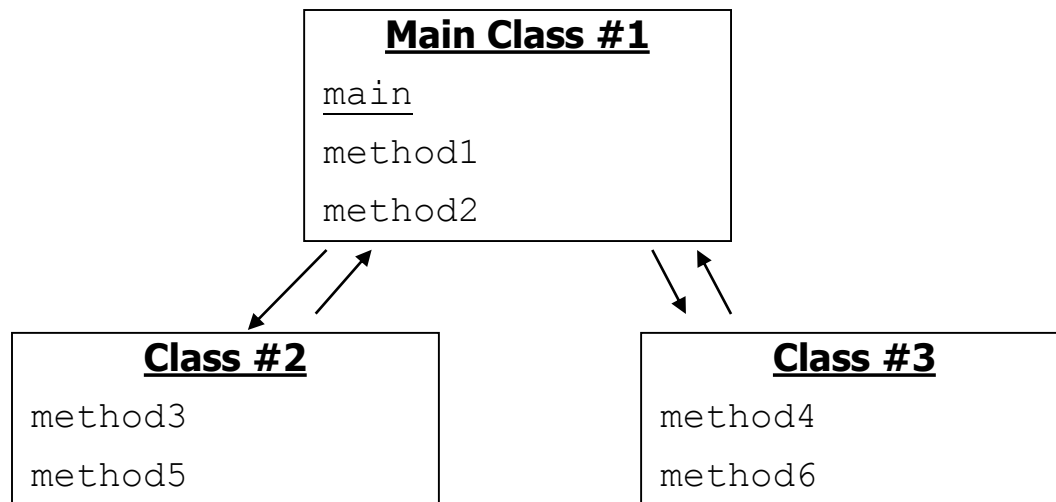 Main Class #1
main
method1
method2
Class #2
method3
method5
Class #3
method4
method6